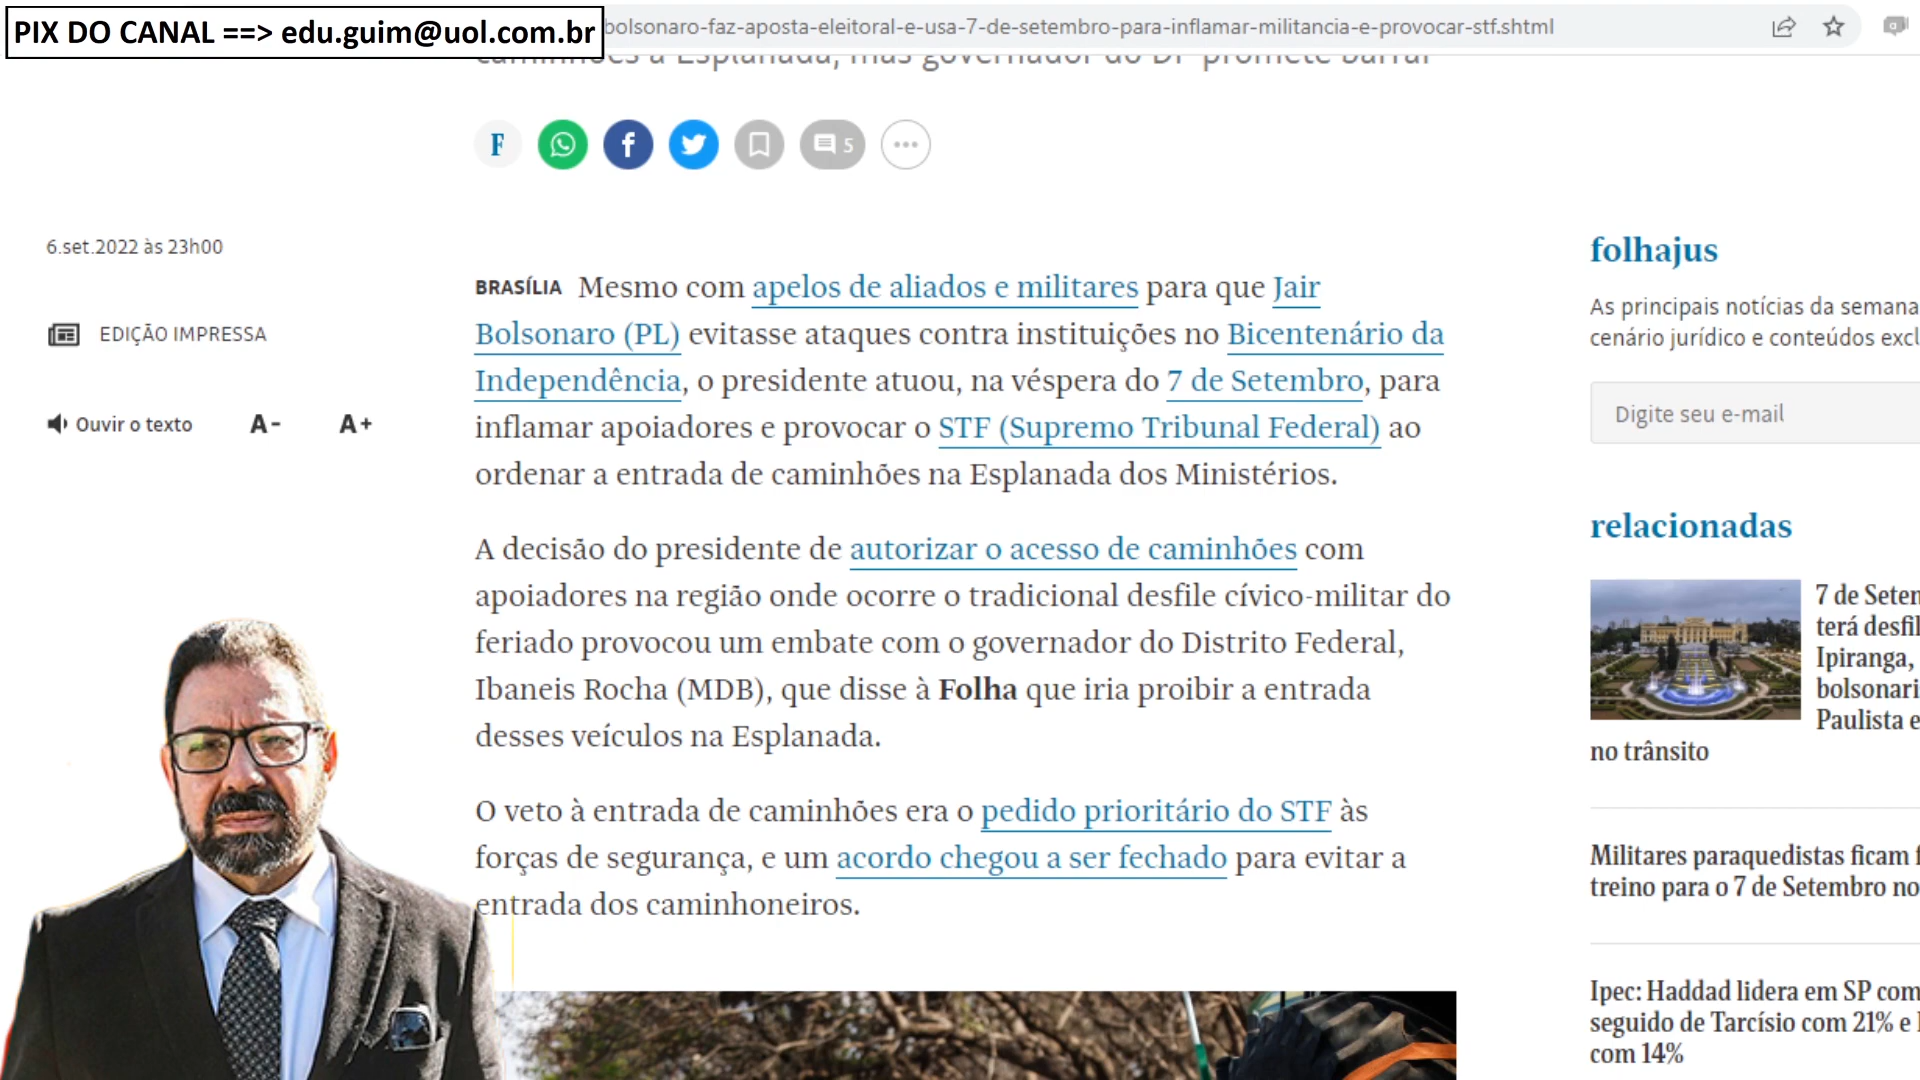 PIX DO CANAL ==> edu.guim@uol.com.br
bolsonaro-faz-aposta-eleitoral-e-usa-7-de-setembro-para-inflamar-militancia-e-provocar-stf.shtml
caminhões à Esplanada, mas governador do DF promete barrar
F
f
5
6.set.2022 às 23h00
EDIÇÃO IMPRESSA
Ouvir o texto A- A+
BRASÍLIA Mesmo com apelos de aliados e militares para que Jair
Bolsonaro (PL) evitasse ataques contra instituições no Bicentenário da
Independência, o presidente atuou, na véspera do 7 de Setembro, para
inflamar apoiadores e provocar o STF (Supremo Tribunal Federal) ao
ordenar a entrada de caminhões na Esplanada dos Ministérios.
A decisão do presidente de autorizar o acesso de caminhões com
apoiadores na região onde ocorre o tradicional desfile cívico-militar do
feriado provocou um embate com o governador do Distrito Federal,
Ibaneis Rocha (MDB), que disse à Folha que iria proibir a entrada
desses veículos na Esplanada.
O veto à entrada de caminhões era o pedido prioritário do STF às
forças de segurança, e um acordo chegou a ser fechado para evitar a
entrada dos caminhoneiros.
folhajus
As principais notícias da semana
cenário jurídico e conteúdos excl
Digite seu e-mail
relacionadas
7 de Seten
terá desfil
Ipiranga,
bolsonari
Paulista e
no trânsito
Militares paraquedistas ficam f
treino para o 7 de Setembro no
Ipec: Haddad lidera em SP com
seguido de Tarcísio com 21% e
com 14%